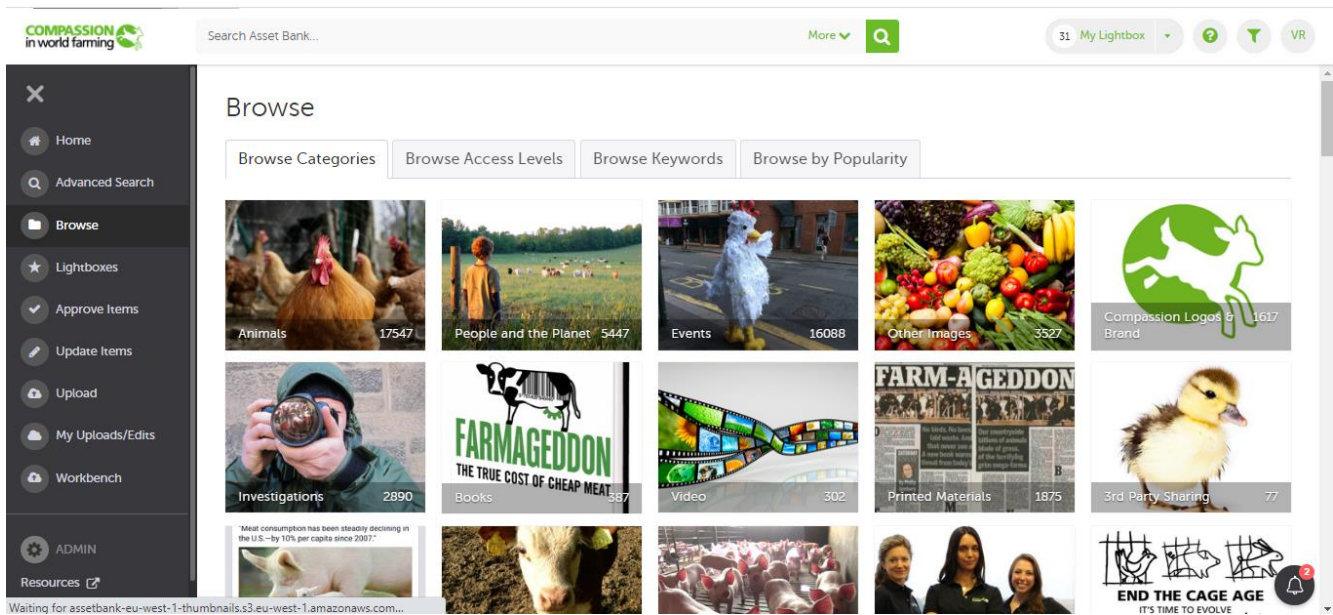 COMPASSION
in world farming
Search Asset Bank...
More
31 My Lightbox
?
VR
Home
Advanced Search
Browse
Lightboxes
Approve Items
Update Items
Upload
My Uploads/Edits
Workbench
ADMIN
Resources
Browse
Browse Categories Browse Access Levels Browse Keywords Browse by Popularity
Animals 17547
People and the Planet 5447
Events 16088
Other Images 3527
Compassion Logos & 1617
Brand
Investigations 2890
FARMAGEDDON
THE TRUE COST OF CHEAP MEAT
Books 387
Video 302
FARM-AGEDDON
Printed Materials 1875
3rd Party Sharing 77
"Meat consumption has been steadily declining in
the U.S.—by 10% per capita since 2007."
END THE CAGE AGE
IT'S TIME TO EVOLVE
2
Waiting for assetbank-eu-west-1-thumbnails.s3.eu-west-1.amazonaws.com...